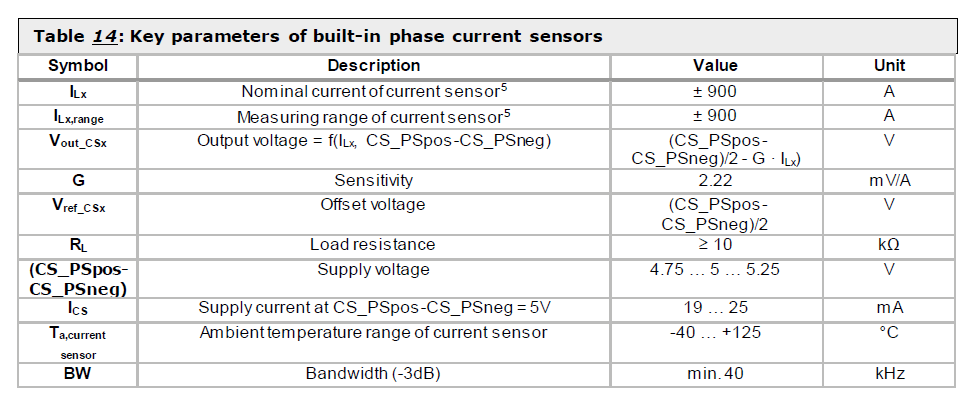 Table 14: Key parameters of built-in phase current sensors
Symbol Description Value Unit
ILx Nominal current of current sensor5 ± 900 A
ILx,range Measuring range of current sensor5 ± 900 A
Vout_CSx Output voltage = f(ILx, CS_PSpos-CS_PSneg) (CS_PSpos- V
CS_PSneg)/2 - G · ILx)
G Sensitivity 2.22 mV/A
Vref_CSx Offset voltage (CS_PSpos- V
CS_PSneg)/2
RL Load resistance ≥ 10 kΩ
(CS_PSpos- Supply voltage 4.75 … 5 … 5.25 V
CS_PSneg)
ICS Supply current at CS_PSpos-CS_PSneg = 5V 19 … 25 mA
Ta,current Ambient temperature range of current sensor -40 … +125 °C
sensor
BW Bandwidth (-3dB) min. 40 kHz